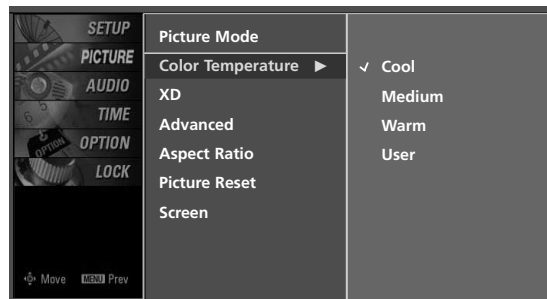 SETUP
PICTURE
AUDIO
TIME
OPTION
LOCK
Move MENU Prev
Picture Mode
Color Temperature ►
XD
Advanced
Aspect Ratio
Picture Reset
Screen
✓ Cool
Medium
Warm
User